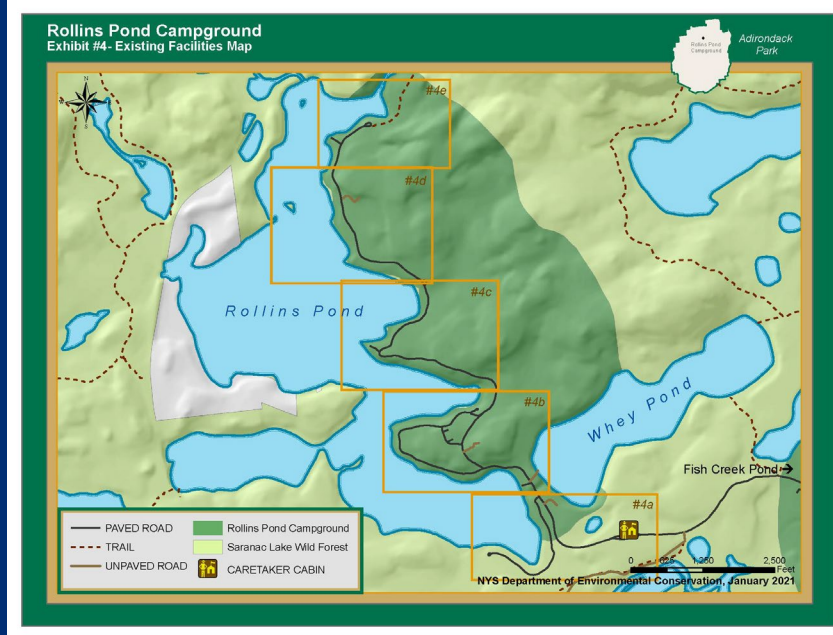 Rollins Pond Campground
Exhibit #4- Existing Facilities Map
Rollins Pond
Campground
Adirondack
Park
N
#4e
#4d
#4c
Rollins Pond
#4b
Whey Pond
Fish Creek Pond
#4a
PAVED ROAD
TRAIL
UNPAVED ROAD
Rollins Pond Campground
Saranac Lake Wild Forest
CARETAKER CABIN
0 625 1,250 2,500
Feet
NYS Department of Environmental Conservation, January 2021